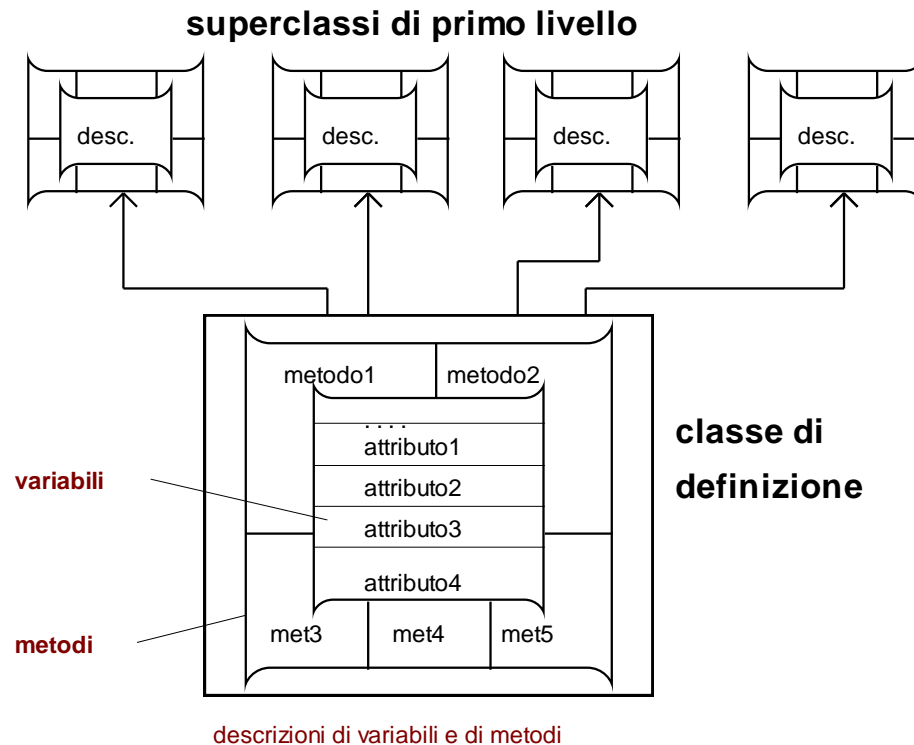 superclassi di primo livello
desc. desc. desc. desc.
metodo1 metodo2
. . . .
attributo1
attributo2
attributo3
attributo4
met3 met4 met5
classe di
definizione
variabili
metodi
descrizioni di variabili e di metodi